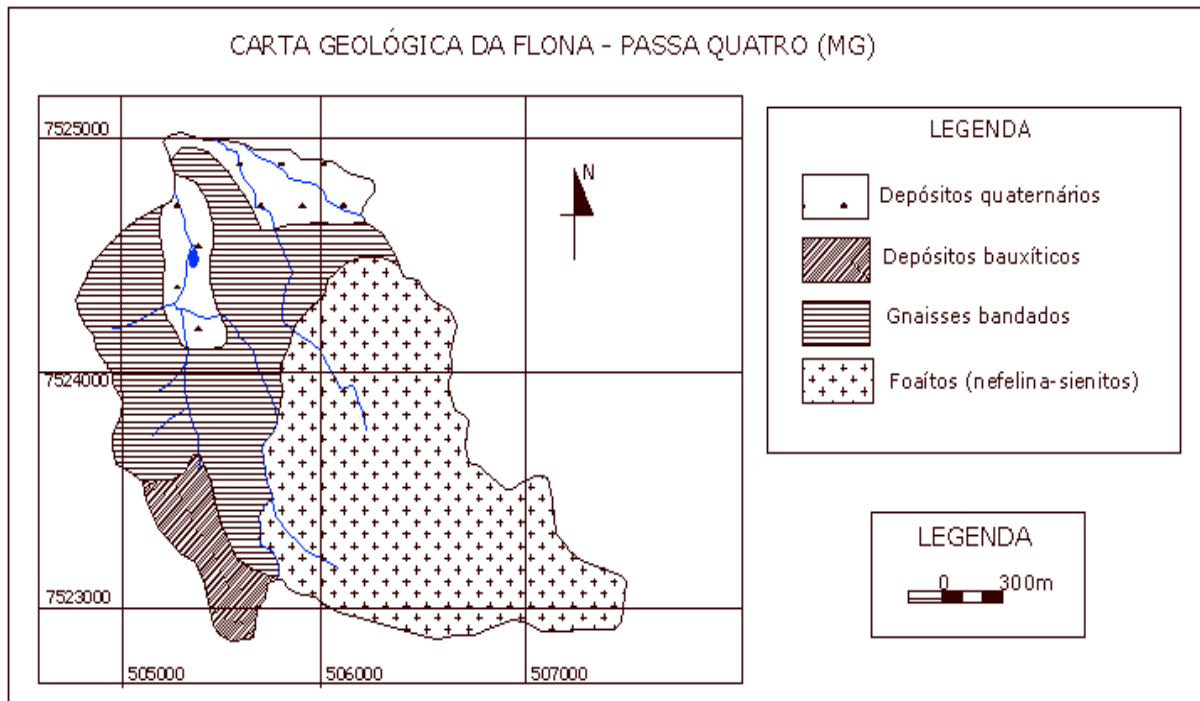 CARTA GEOLÓGICA DA FLONA - PASSA QUATRO (MG)
7525000
7524000
7523000
505000
506000
507000
N
LEGENDA
Depósitos quaternários
Depósitos bauxíticos
Gnaisses bandados
Foaítos (nefelina-sienitos)
LEGENDA
0 300m